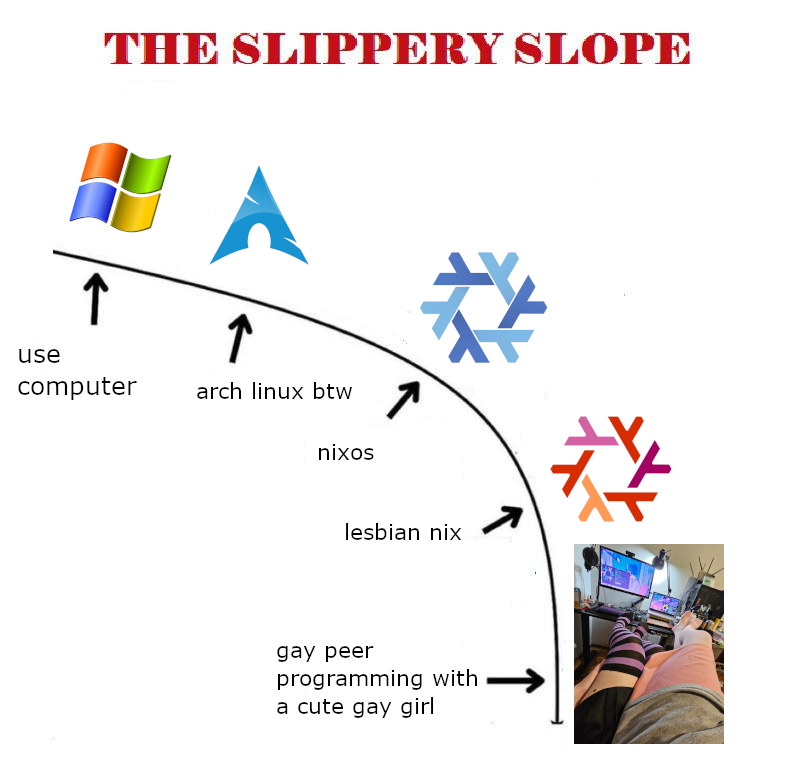 THE SLIPPERY SLOPE
use
computer
arch linux btw
nixos
lesbian nix
gay peer
programming with
a cute gay girl